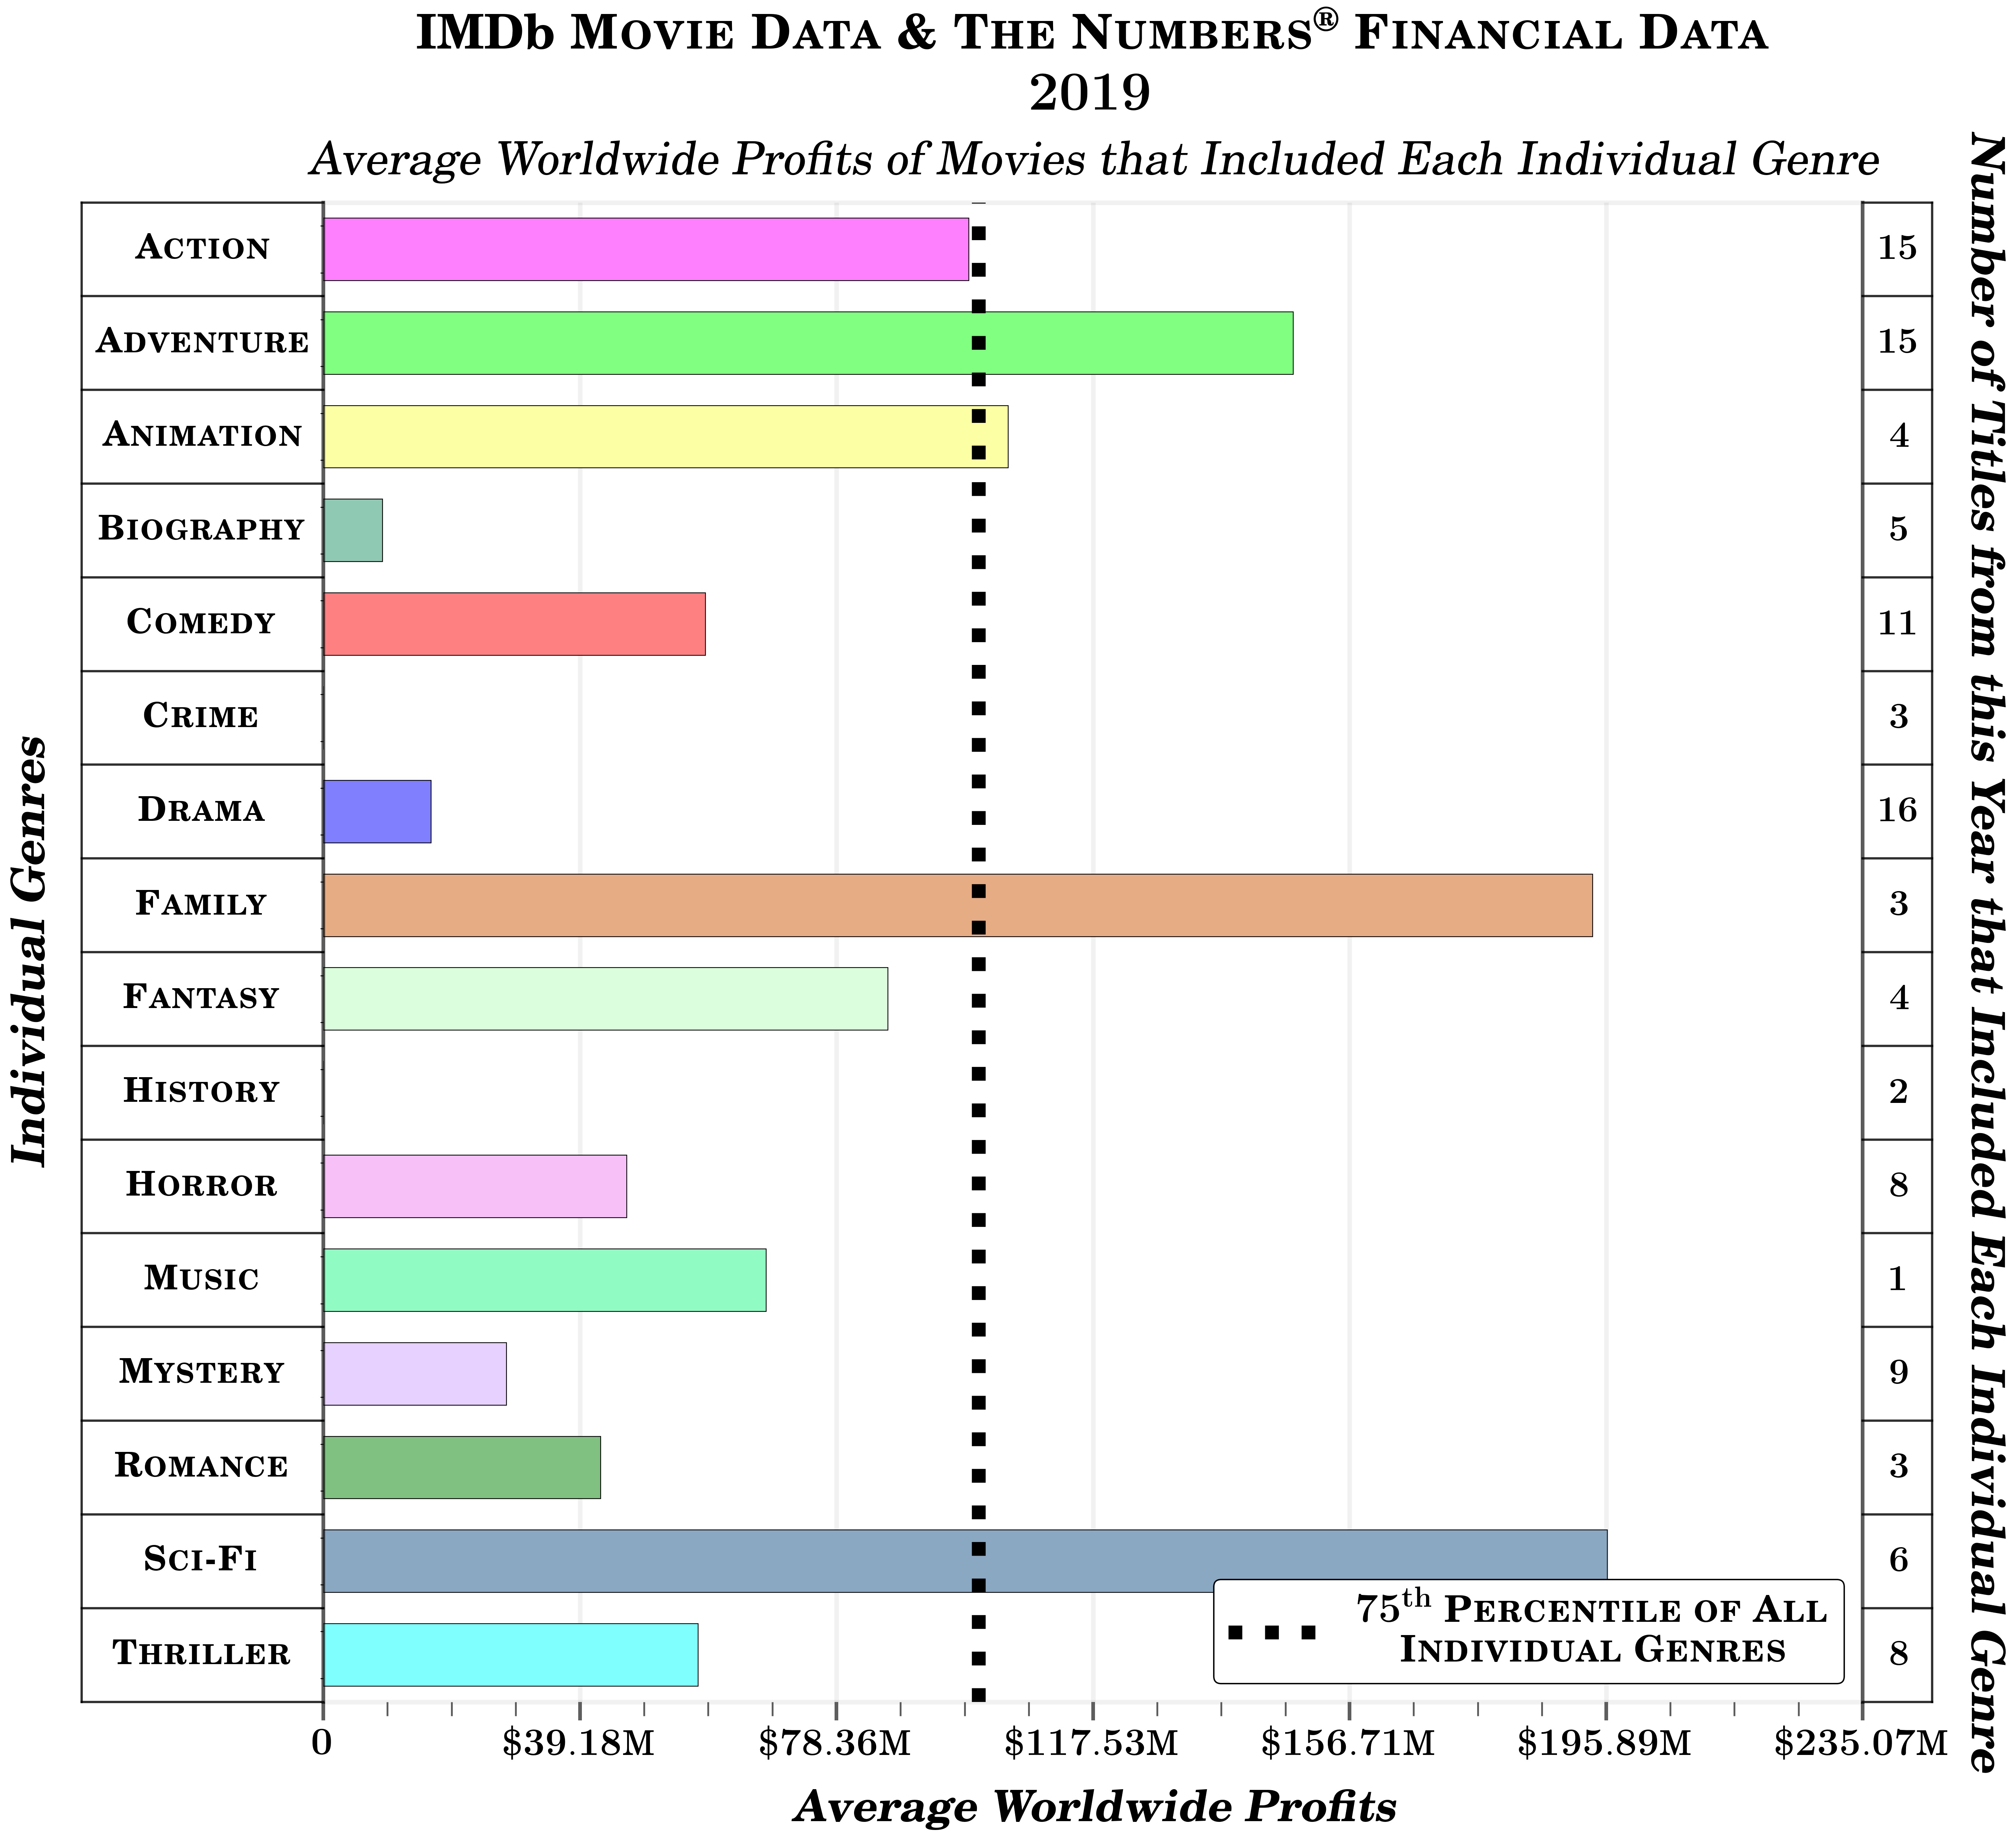 IMDb Movie Data & The Numbers® Financial Data
2019
Average Worldwide Profits of Movies that Included Each Individual Genre
Individual Genres
Action 15
Adventure 15
Animation 4
Biography 5
Comedy 11
Crime 3
Drama 16
Family 3
Fantasy 4
History 2
Horror 8
Music 1
Mystery 9
Romance 3
Sci-Fi 6
Thriller 8
75th Percentile of All
Individual Genres
0 $39.18M $78.36M $117.53M $156.71M $195.89M $235.07M
Average Worldwide Profits
Number of Titles from this Year that Included Each Individual Genre